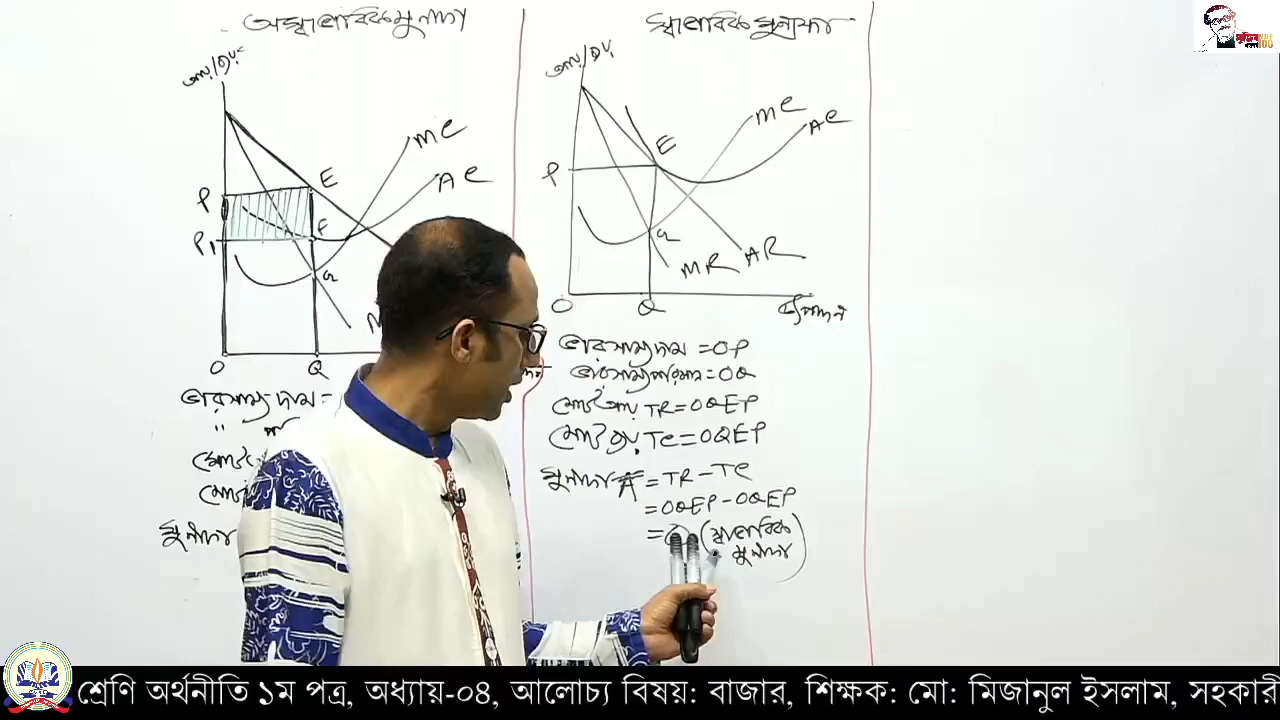 অস্বাভাবিক মুনাফা
আয়/ব্যয়
MC
AC
P
E
F
P₁
G
O
Q
ভারসাম্য দাম =
"
মোট
মোট
মুনাফা
স্বাভাবিক মুনাফা
আয়/ব্যয়
MC
AC
E
P
G
MR
AR
O
Q
উৎপাদন
ভারসাম্য দাম = OP
ভারসাম্য পরিমাণ = OQ
মোট আয়, TR = OQEP
মোট ব্যয়, TC = OQEP
মুনাফা = TR - TC
= OQEP - OQEP
= 0 (স্বাভাবিক
মুনাফা)
শ্রেণি অর্থনীতি ১ম পত্র, অধ্যায়-০৪, আলোচ্য বিষয়: বাজার, শিক্ষক: মো: মিজানুল ইসলাম, সহকারী